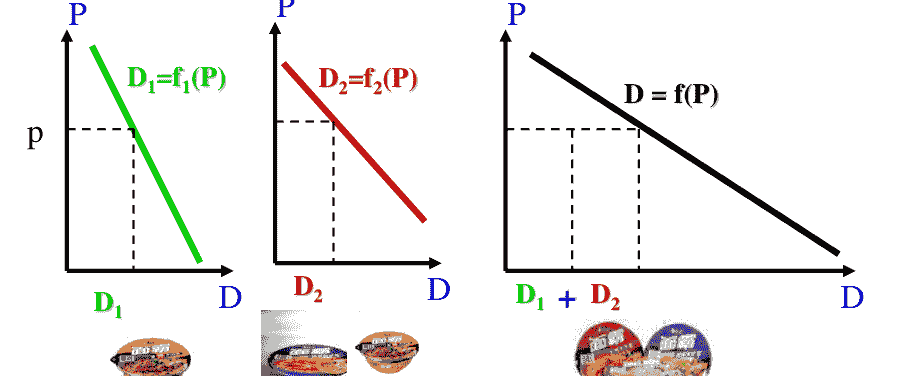 P
P
P
D₁=f₁(P)
D₂=f₂(P)
D = f(P)
p
D₁
D
D₂
D
D₁ + D₂
D